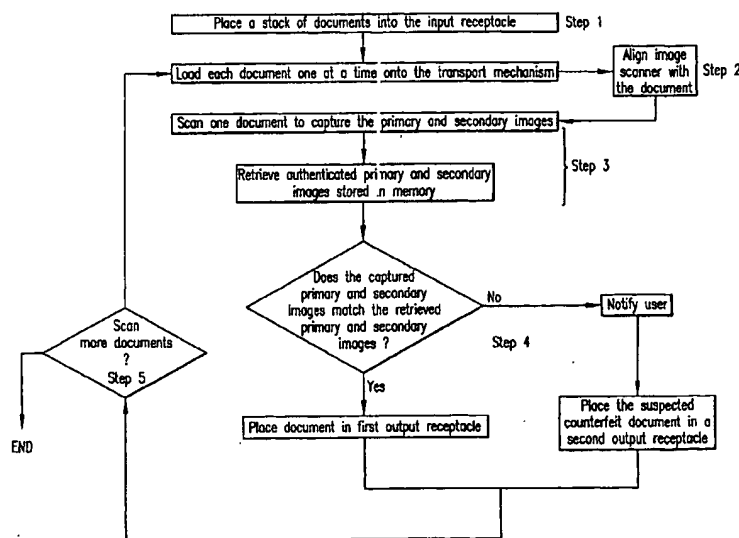 Place a stack of documents into the input receptacle
Step 1
Load each document one at a time onto the transport mechanism
Align image
scanner with
the document
Step 2
Scan one document to capture the primary and secondary images
Retrieve authenticated primary and secondary
images stored .n memory
Step 3
Does the captured
primary and secondary
Images match the retrieved
primary and secondary
images ?
No
Notify user
Step 4
Yes
Scan
more documents
?
Step 5
Place document in first output receptacle
Place the suspected
counterfeit document in a
second output receptacle
END